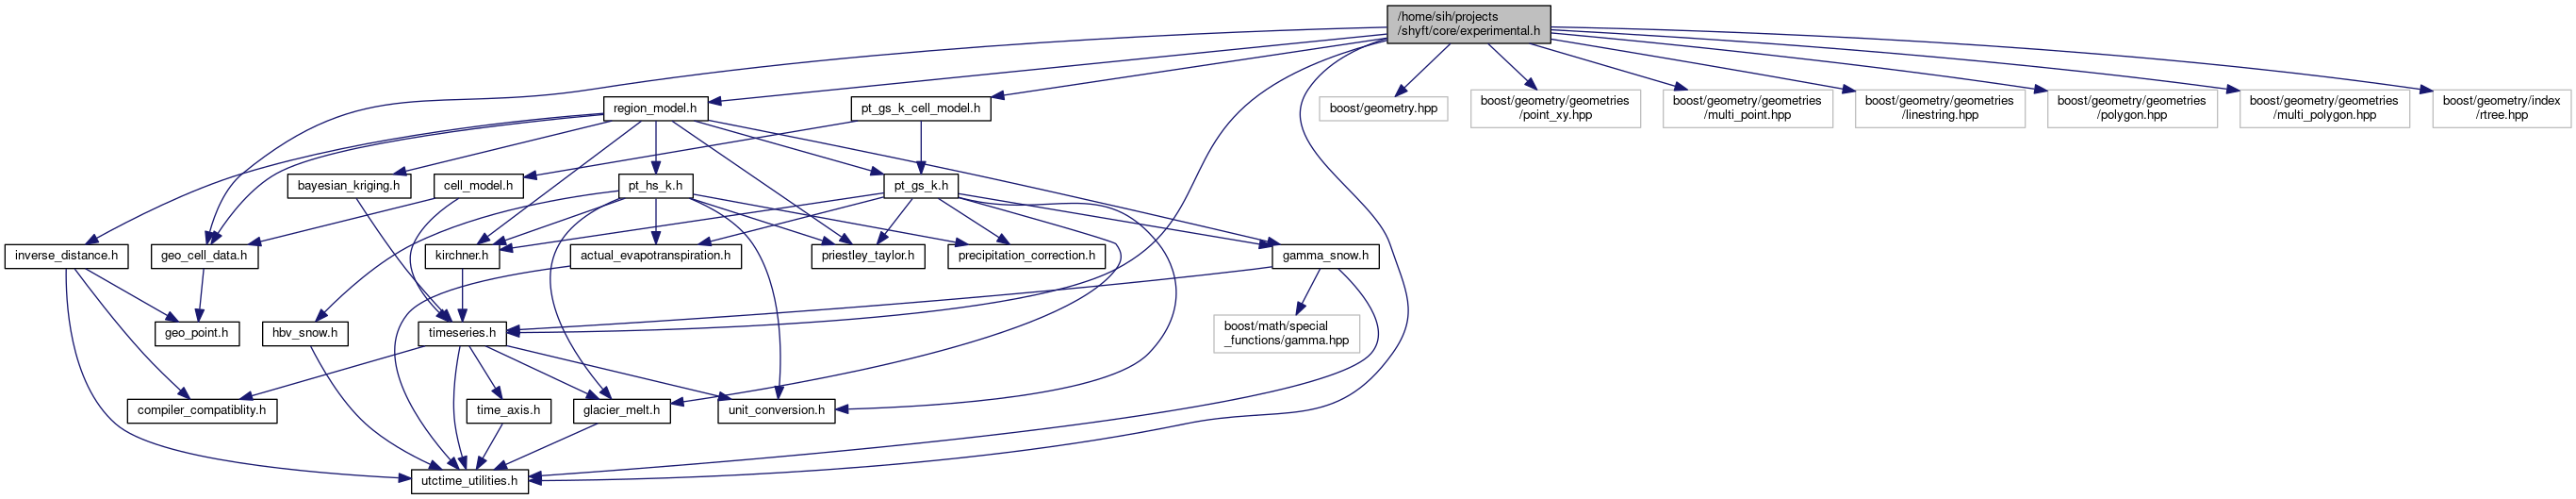 /home/sih/projects
/shyft/core/experimental.h
region_model.h
pt_gs_k_cell_model.h
boost/geometry.hpp
boost/geometry/geometries
/point_xy.hpp
boost/geometry/geometries
/multi_point.hpp
boost/geometry/geometries
/linestring.hpp
boost/geometry/geometries
/polygon.hpp
boost/geometry/geometries
/multi_polygon.hpp
boost/geometry/index
/rtree.hpp
bayesian_kriging.h
cell_model.h
pt_hs_k.h
pt_gs_k.h
inverse_distance.h
geo_cell_data.h
kirchner.h
actual_evapotranspiration.h
priestley_taylor.h
precipitation_correction.h
gamma_snow.h
geo_point.h
hbv_snow.h
timeseries.h
boost/math/special
_functions/gamma.hpp
compiler_compatiblity.h
time_axis.h
glacier_melt.h
unit_conversion.h
utctime_utilities.h